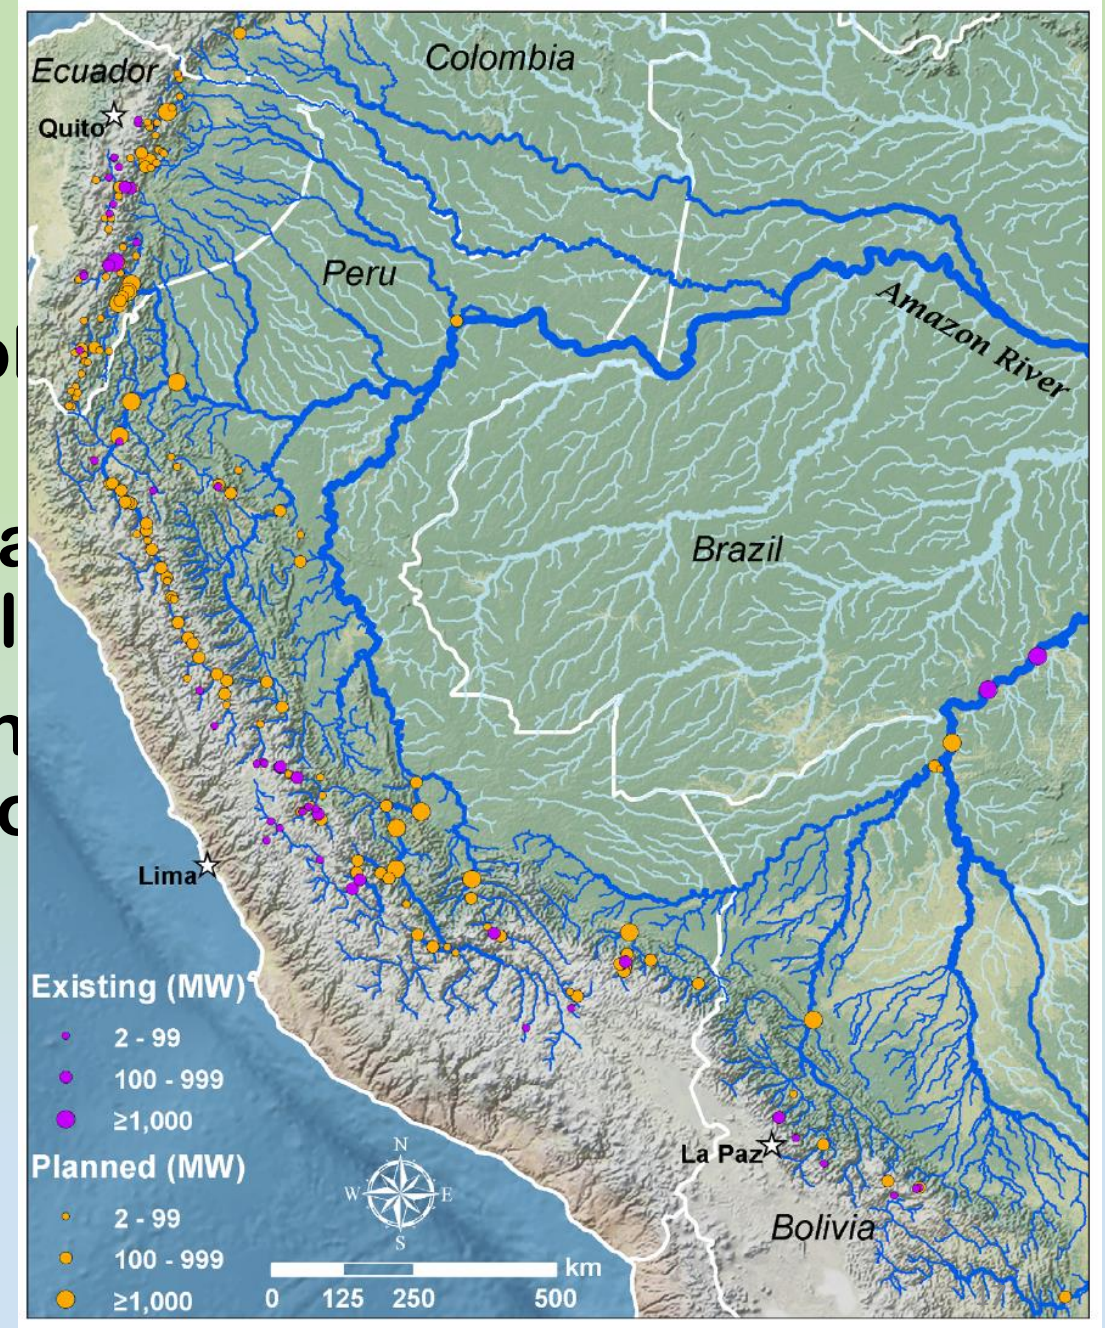 Ecuador
Colombia
Quito
Peru
Amazon River
Brazil
Lima
Existing (MW)
2 - 99
100 - 999
≥1,000
Planned (MW)
2 - 99
100 - 999
≥1,000
N
W E
S
km
0 125 250 500
La Paz
Bolivia